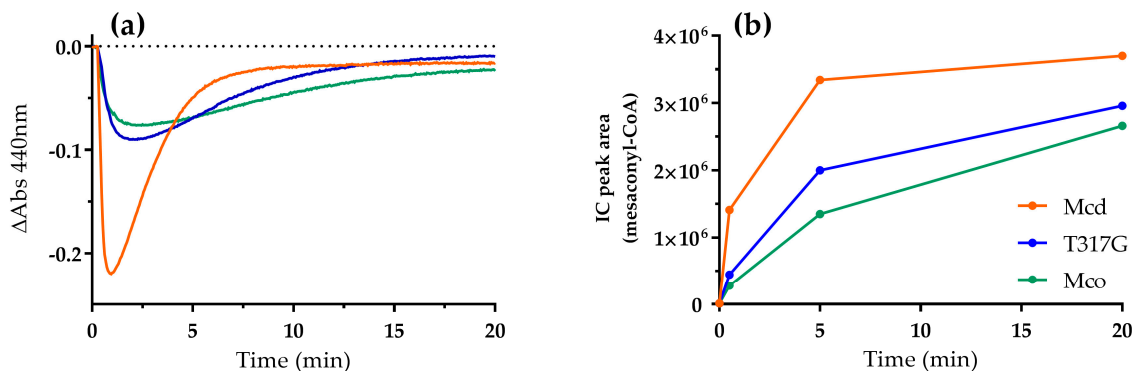 (a)
0.0
-0.1
-0.2
ΔAbs 440nm
0
5
10
15
20
Time (min)
(b)
4×10⁶
3×10⁶
2×10⁶
1×10⁶
0
IC peak area
(mesaconyl-CoA)
Mcd
T317G
Mco
0
5
10
15
20
Time (min)